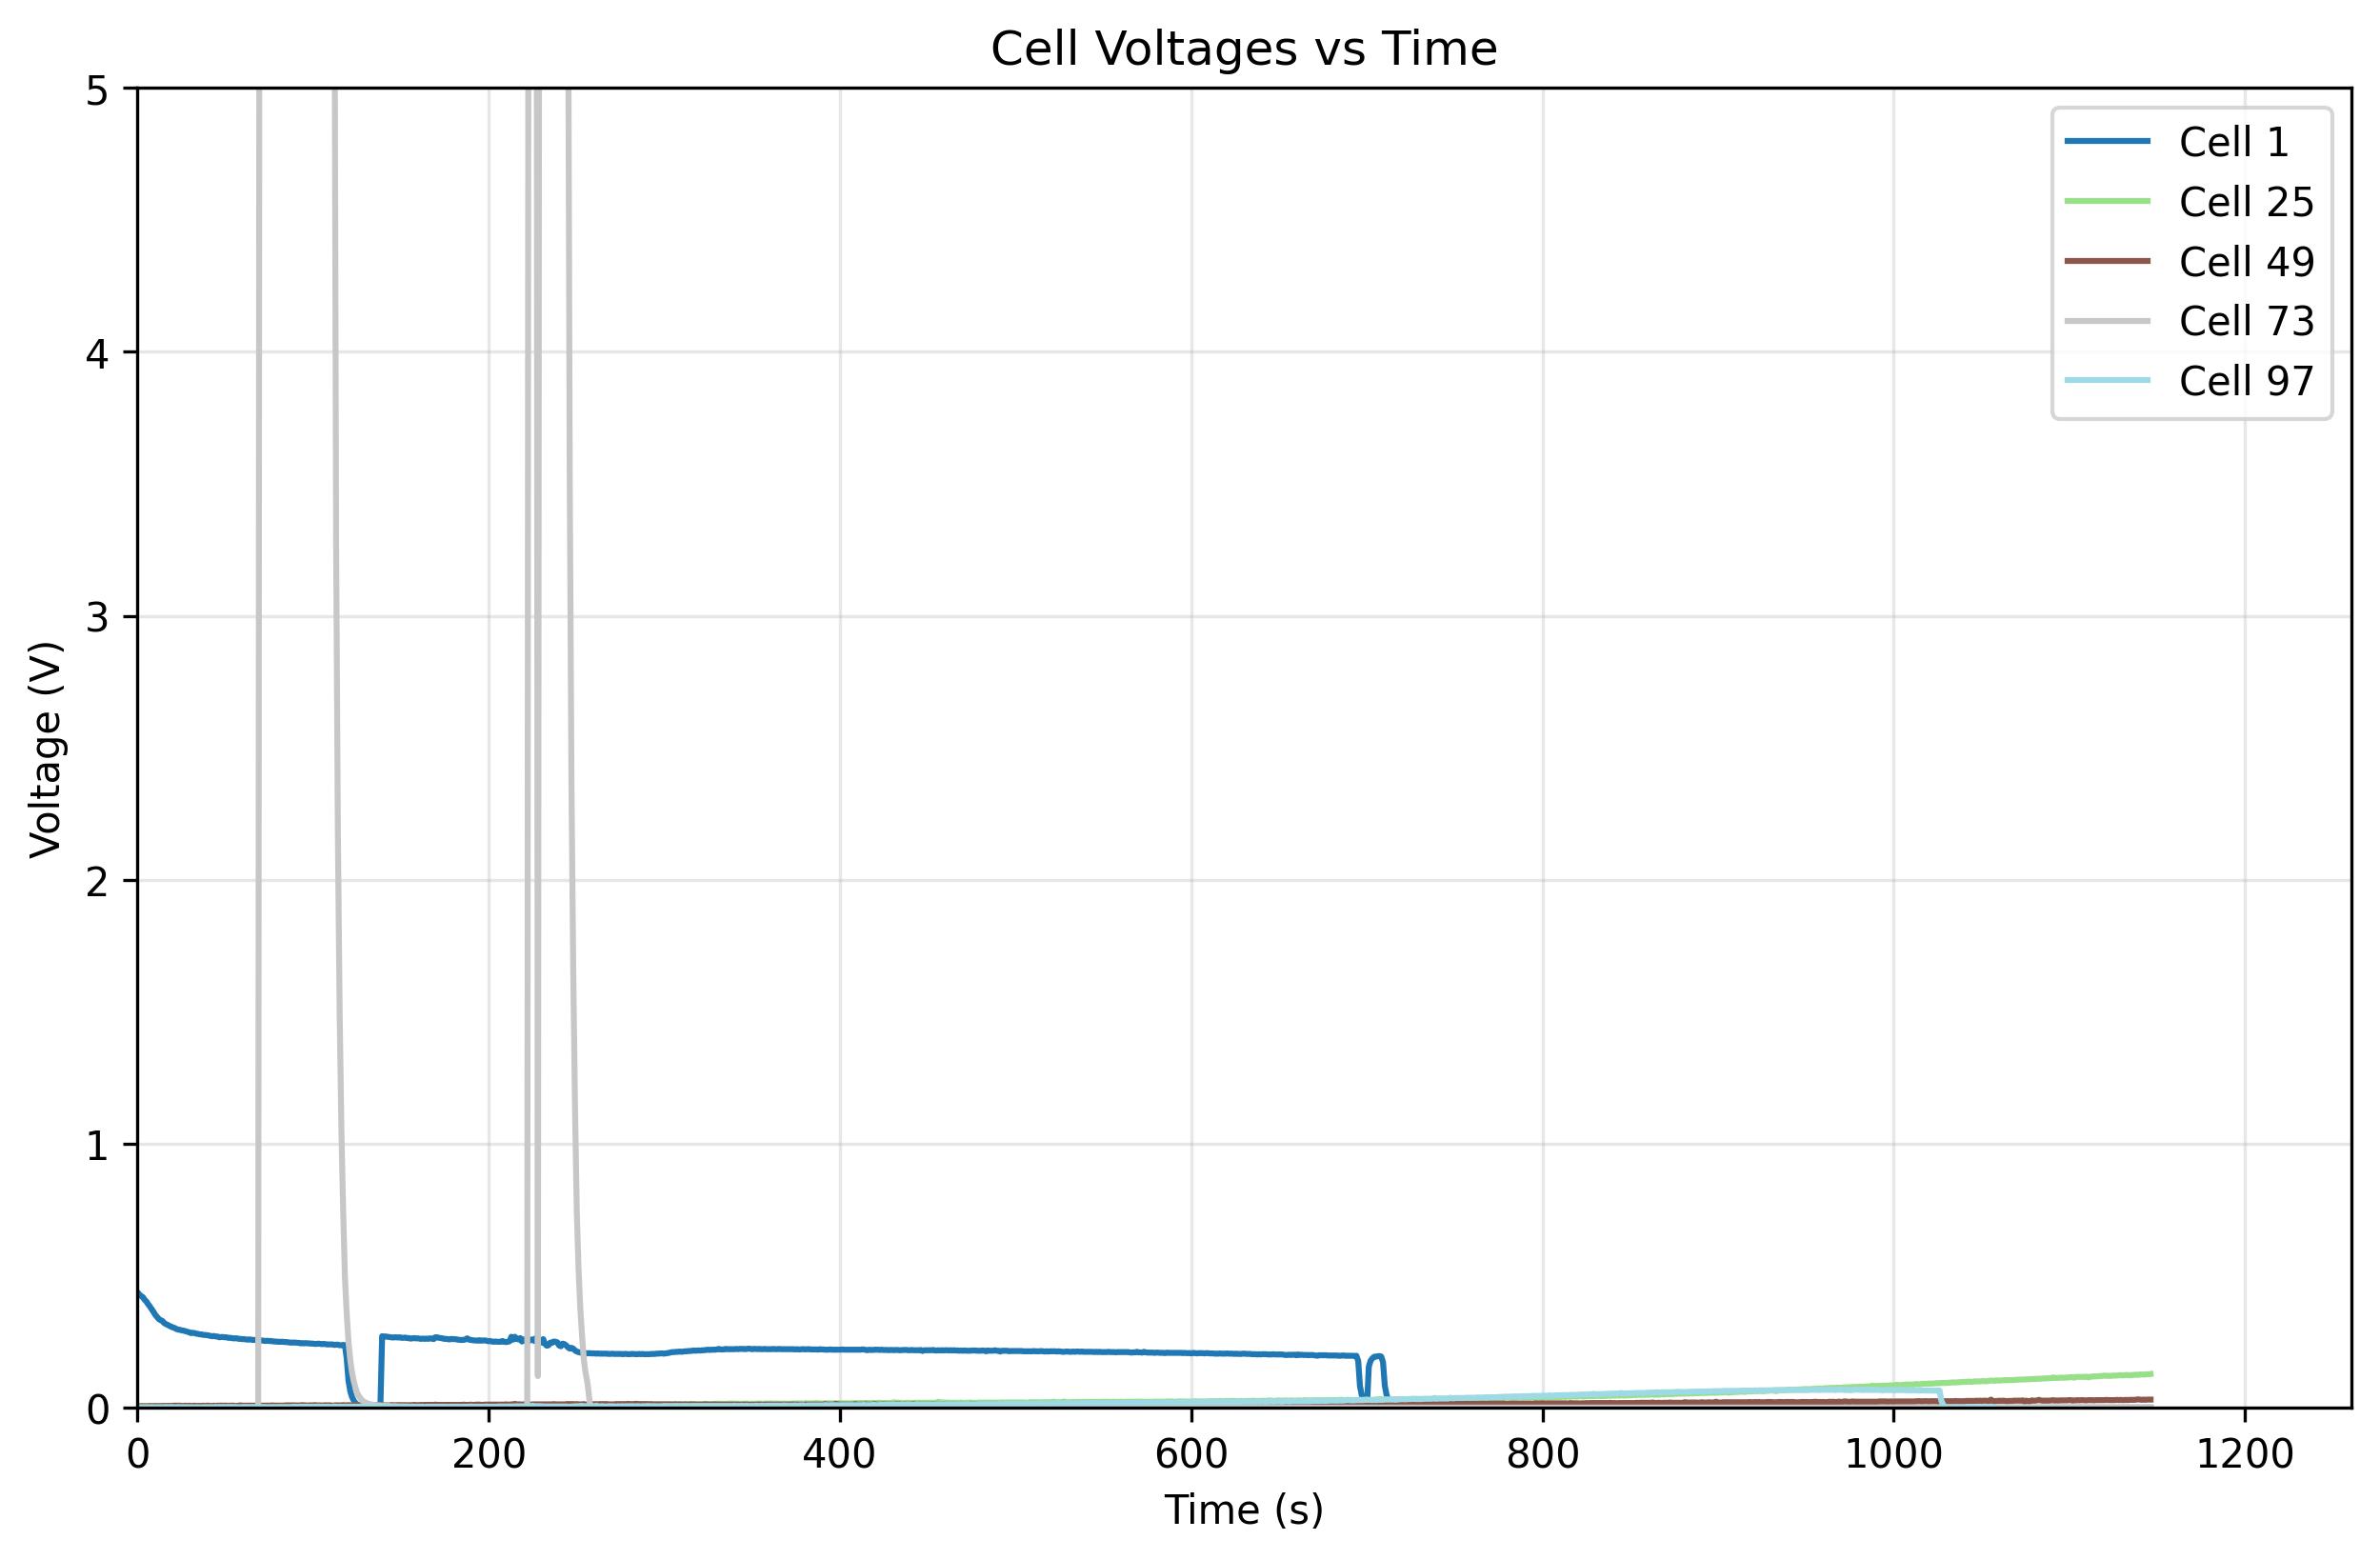 Cell Voltages vs Time
Voltage (V)
5
4
3
2
1
0
0 200 400 600 800 1000 1200
Time (s)
Cell 1
Cell 25
Cell 49
Cell 73
Cell 97